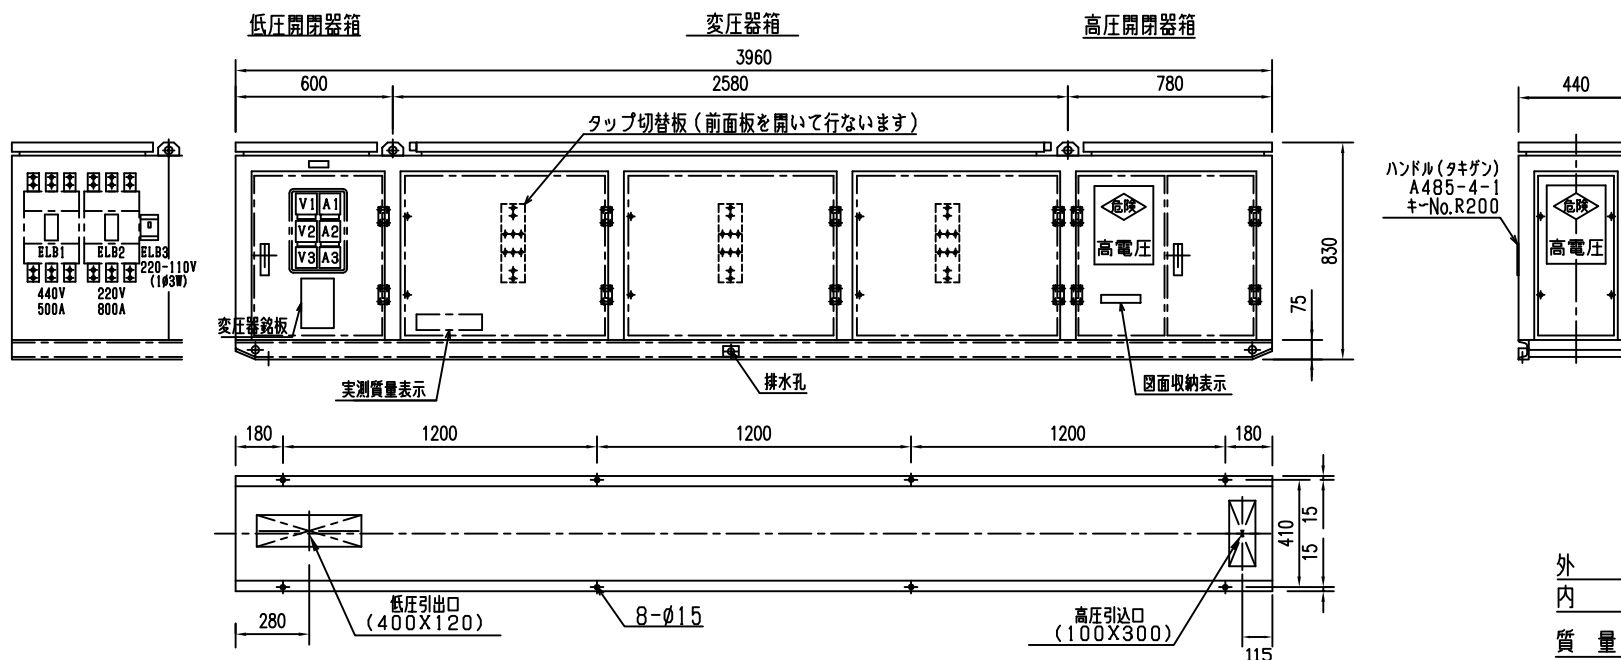 低圧開閉器箱
変圧器箱
高圧開閉器箱
3960
600
2580
780
440
タップ切替板(前面板を開いて行ないます)
ハンドル(タキゲン)
A485-4-1
キーNo.R200
V1 A1
V2 A2
V3 A3
危険
高電圧
危険
高電圧
830
75
ELB1
ELB2
ELB3
220-110V
(1φ3W)
440V
500A
220V
800A
変圧器銘板
実測質量表示
排水孔
図面収納表示
180
1200
1200
1200
180
410
15
15
低圧引出口
(400X120)
280
8-φ15
高圧引込口
(100X300)
115
外
内
質 量